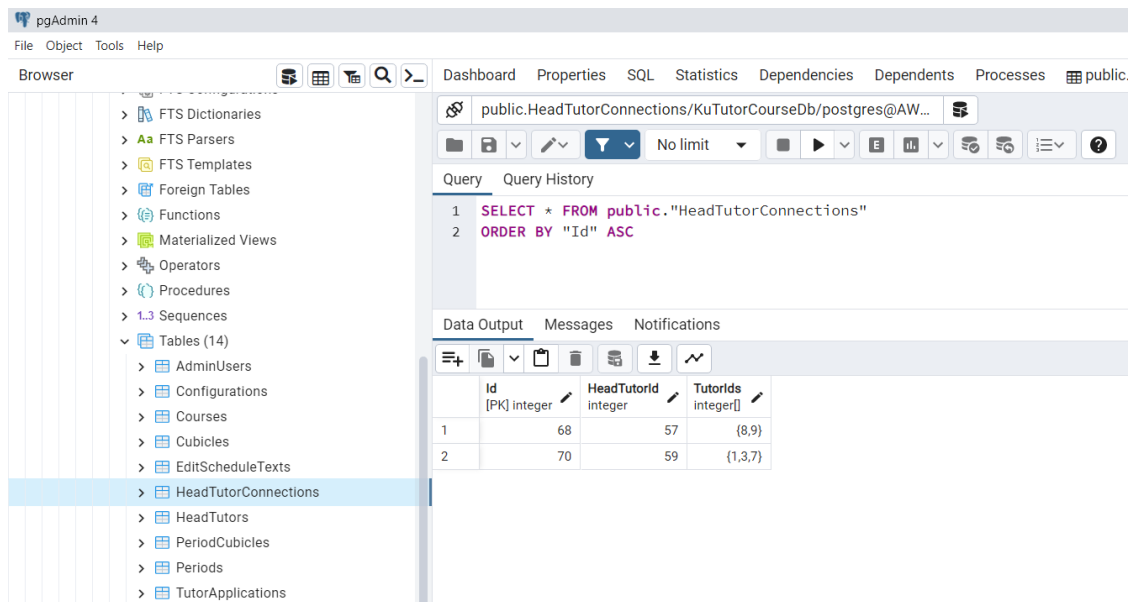 pgAdmin 4
File Object Tools Help
Browser
Dashboard Properties SQL Statistics Dependencies Dependents Processes public.
public.HeadTutorConnections/KuTutorCourseDb/postgres@AW...
No limit
E
Query Query History
1 SELECT * FROM public."HeadTutorConnections"
2 ORDER BY "Id" ASC
Data Output Messages Notifications
Id HeadTutorId TutorIds
[PK] integer integer integer[]
1 68 57 {8,9}
2 70 59 {1,3,7}
FTS Dictionaries
Aa FTS Parsers
FTS Templates
Foreign Tables
Functions
Materialized Views
Operators
Procedures
1..3 Sequences
Tables (14)
AdminUsers
Configurations
Courses
Cubicles
EditScheduleTexts
HeadTutorConnections
HeadTutors
PeriodCubicles
Periods
TutorApplications